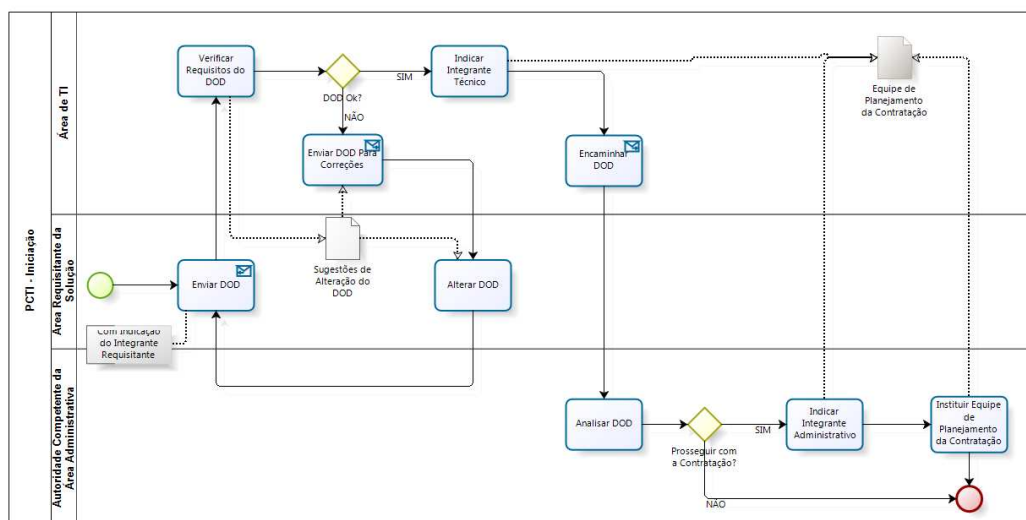 PCTI - Iniciação
Área de TI
Verificar
Requisitos do
DOD
DOD Ok?
SIM
NÃO
Indicar
Integrante
Técnico
Enviar DOD Para
Correções
Encaminhar
DOD
Equipe de
Planejamento
da Contratação
Área Requisitante da
Solução
Enviar DOD
Com Indicação
do Integrante
Requisitante
Sugestões de
Alteração do
DOD
Alterar DOD
Autoridade Competente da
Área Administrativa
Analisar DOD
Prosseguir com
a Contratação?
SIM
NÃO
Indicar
Integrante
Administrativo
Instituir Equipe
de
Planejamento
da Contratação